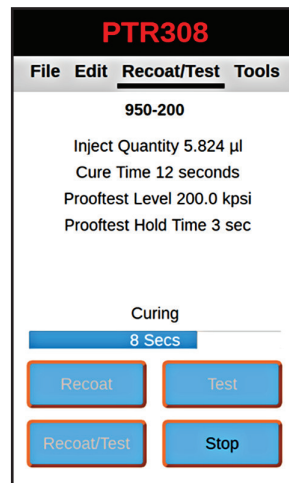 PTR308
File Edit Recoat/Test Tools
950-200
Inject Quantity 5.824 µl
Cure Time 12 seconds
Prooftest Level 200.0 kpsi
Prooftest Hold Time 3 sec
Curing
8 Secs
Recoat Test
Recoat/Test Stop